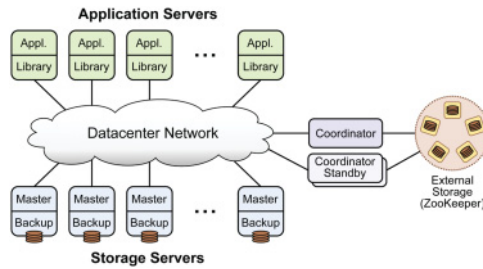 Application Servers
Appl. Appl. Appl. ... Appl.
Library Library Library Library
Datacenter Network
Coordinator
Coordinator
Standby
External
Storage
(ZooKeeper)
Master Master Master ... Master
Backup Backup Backup Backup
Storage Servers